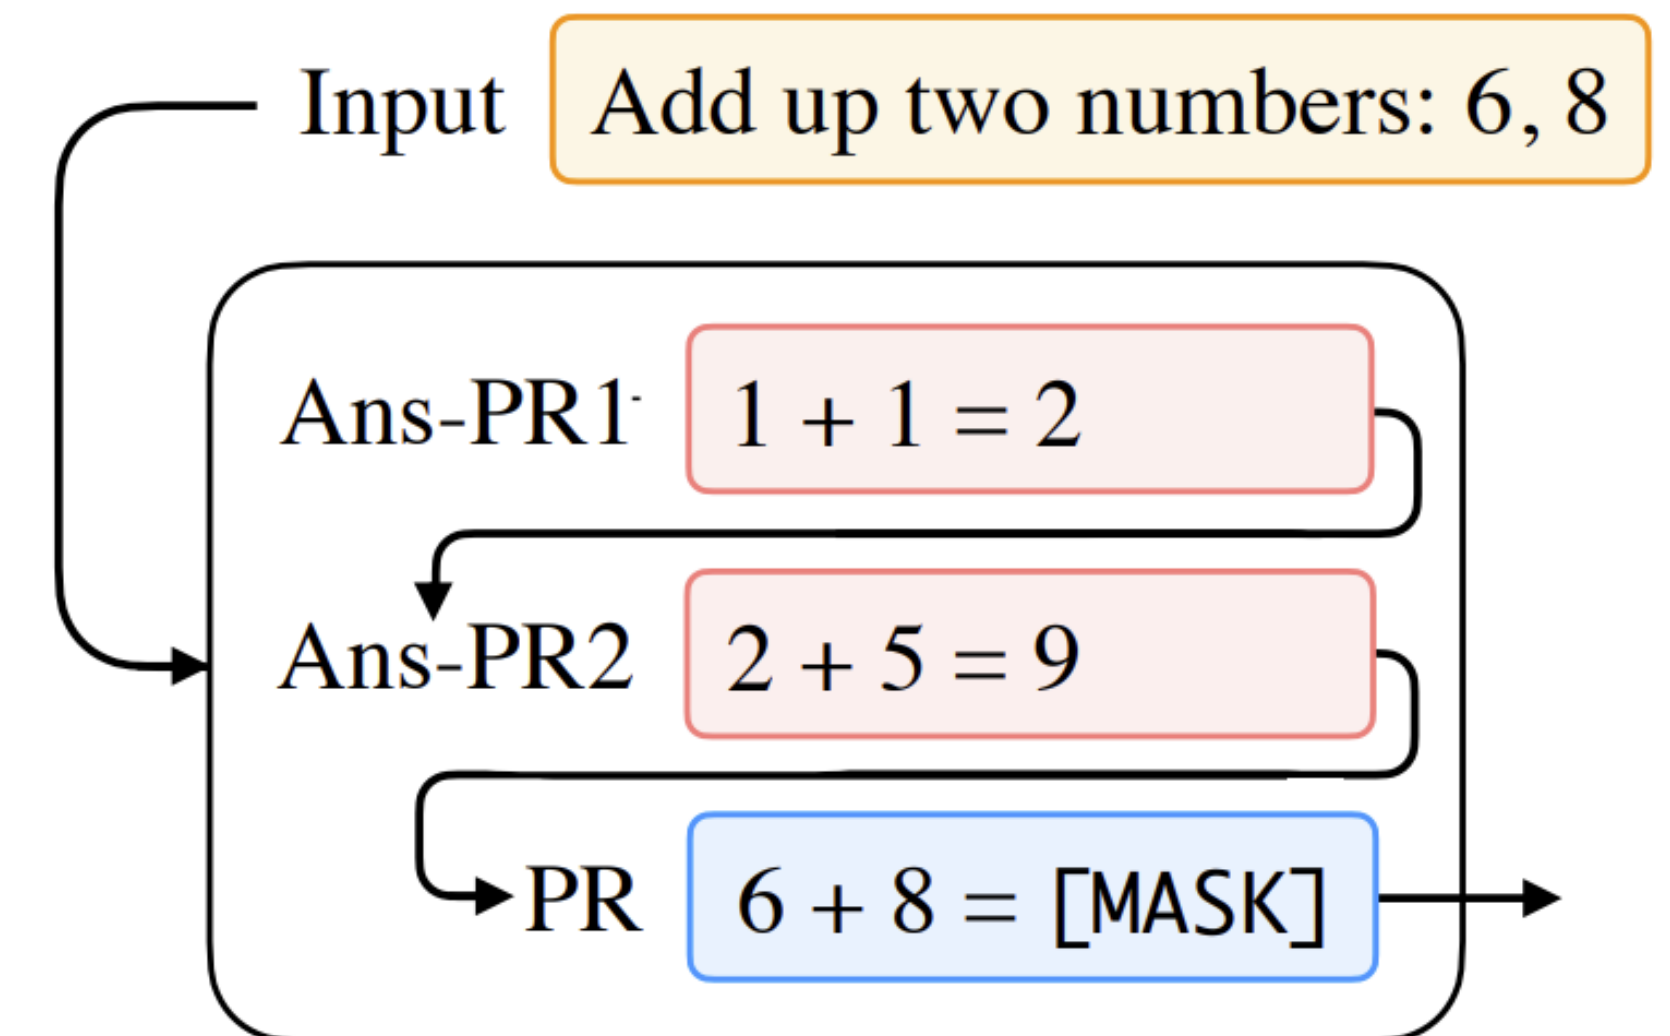 Input Add up two numbers: 6, 8
Ans-PR1 1 + 1 = 2
Ans-PR2 2 + 5 = 9
PR 6 + 8 = [MASK]